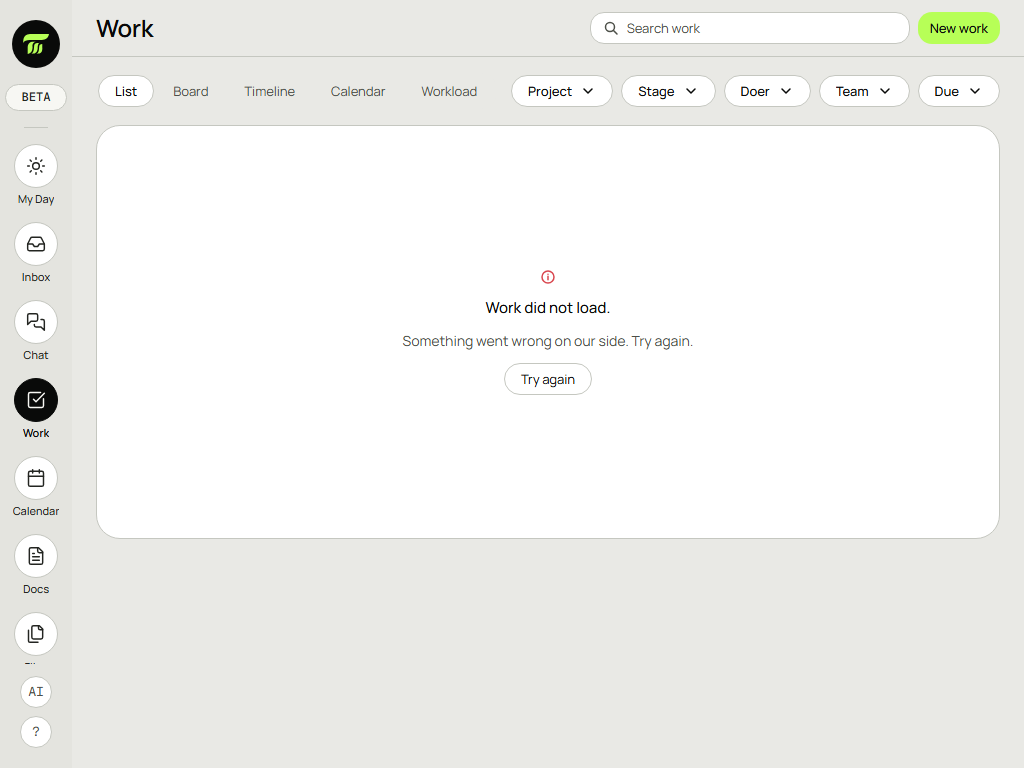 Work
Search work
New work
BETA
List
Board
Timeline
Calendar
Workload
Project
Stage
Doer
Team
Due
My Day
Inbox
Chat
Work
Calendar
Docs
AI
?
Work did not load.
Something went wrong on our side. Try again.
Try again